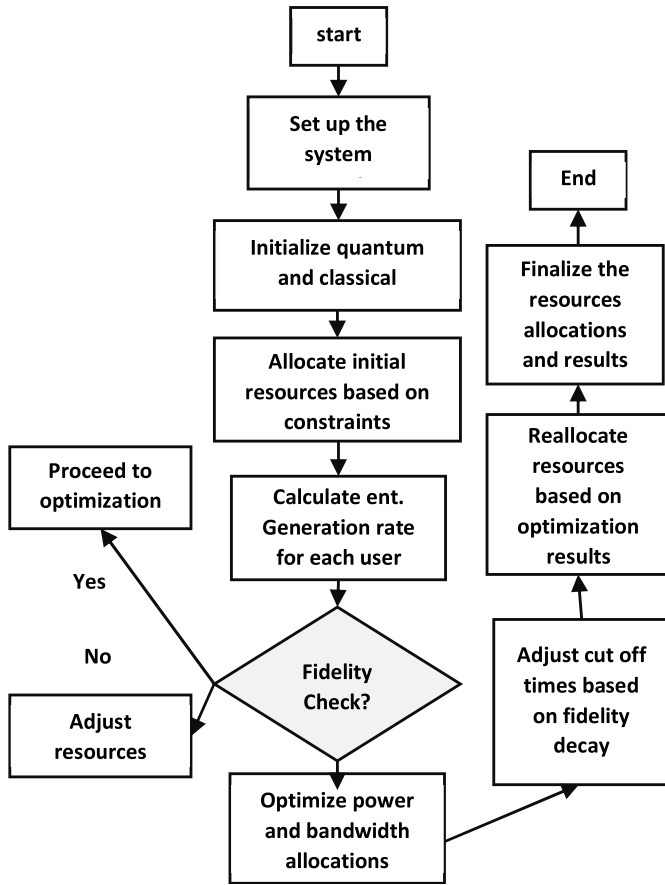 start
Set up the
system
Initialize quantum
and classical
Allocate initial
resources based on
constraints
Calculate ent.
Generation rate
for each user
Fidelity
Check?
Yes
Proceed to
optimization
No
Adjust
resources
Optimize power
and bandwidth
allocations
Adjust cut off
times based
on fidelity
decay
Reallocate
resources
based on
optimization
results
Finalize the
resources
allocations
and results
End